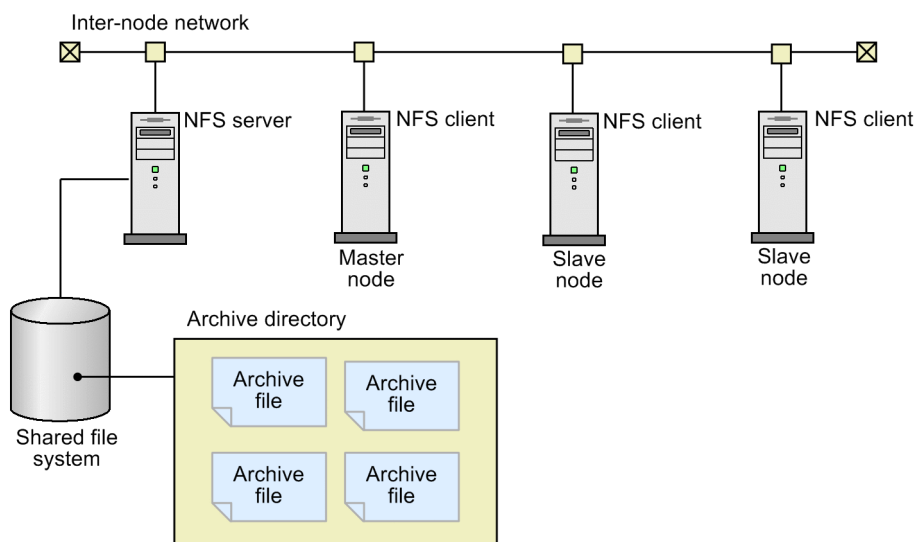 Inter-node network
NFS server
NFS client
NFS client
NFS client
Master
node
Slave
node
Slave
node
Archive directory
Archive
file
Archive
file
Shared file
system
Archive
file
Archive
file